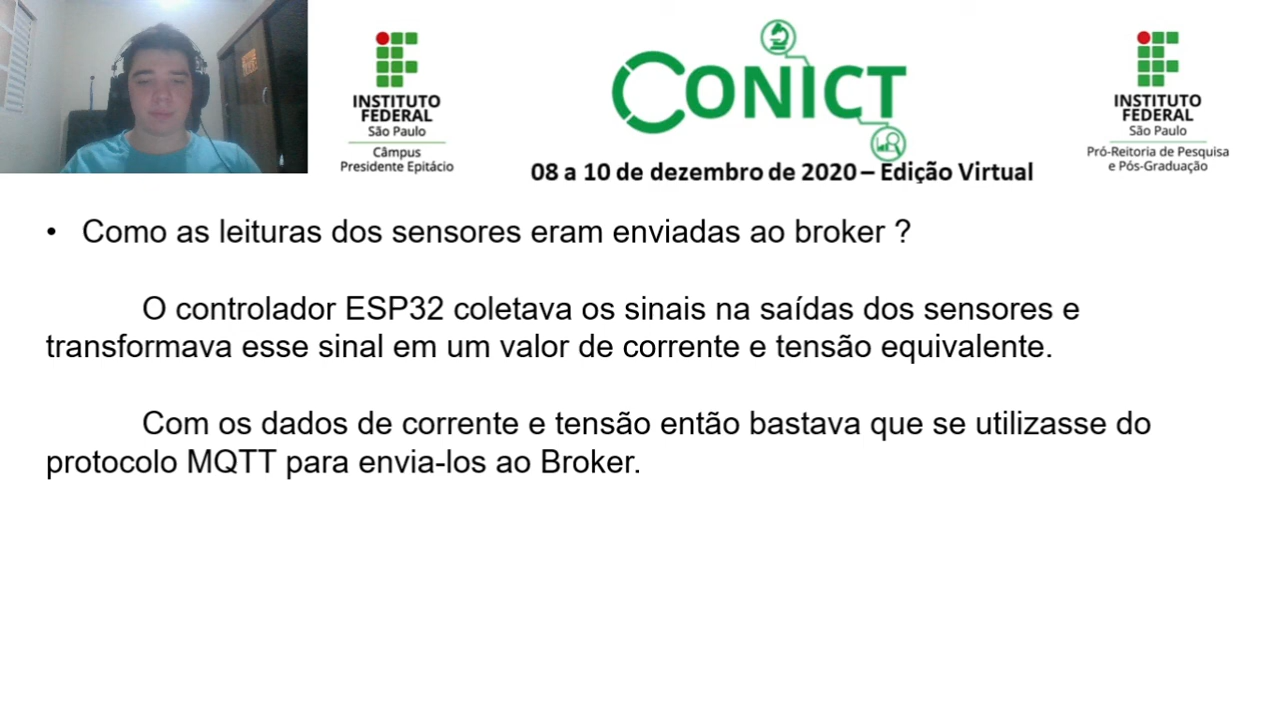 INSTITUTO
FEDERAL
São Paulo
Câmpus
Presidente Epitácio
CONICT
08 a 10 de dezembro de 2020 – Edição Virtual
INSTITUTO
FEDERAL
São Paulo
Pró-Reitoria de Pesquisa
e Pós-Graduação
• Como as leituras dos sensores eram enviadas ao broker ?
O controlador ESP32 coletava os sinais na saídas dos sensores e
transformava esse sinal em um valor de corrente e tensão equivalente.
Com os dados de corrente e tensão então bastava que se utilizasse do
protocolo MQTT para envia-los ao Broker.